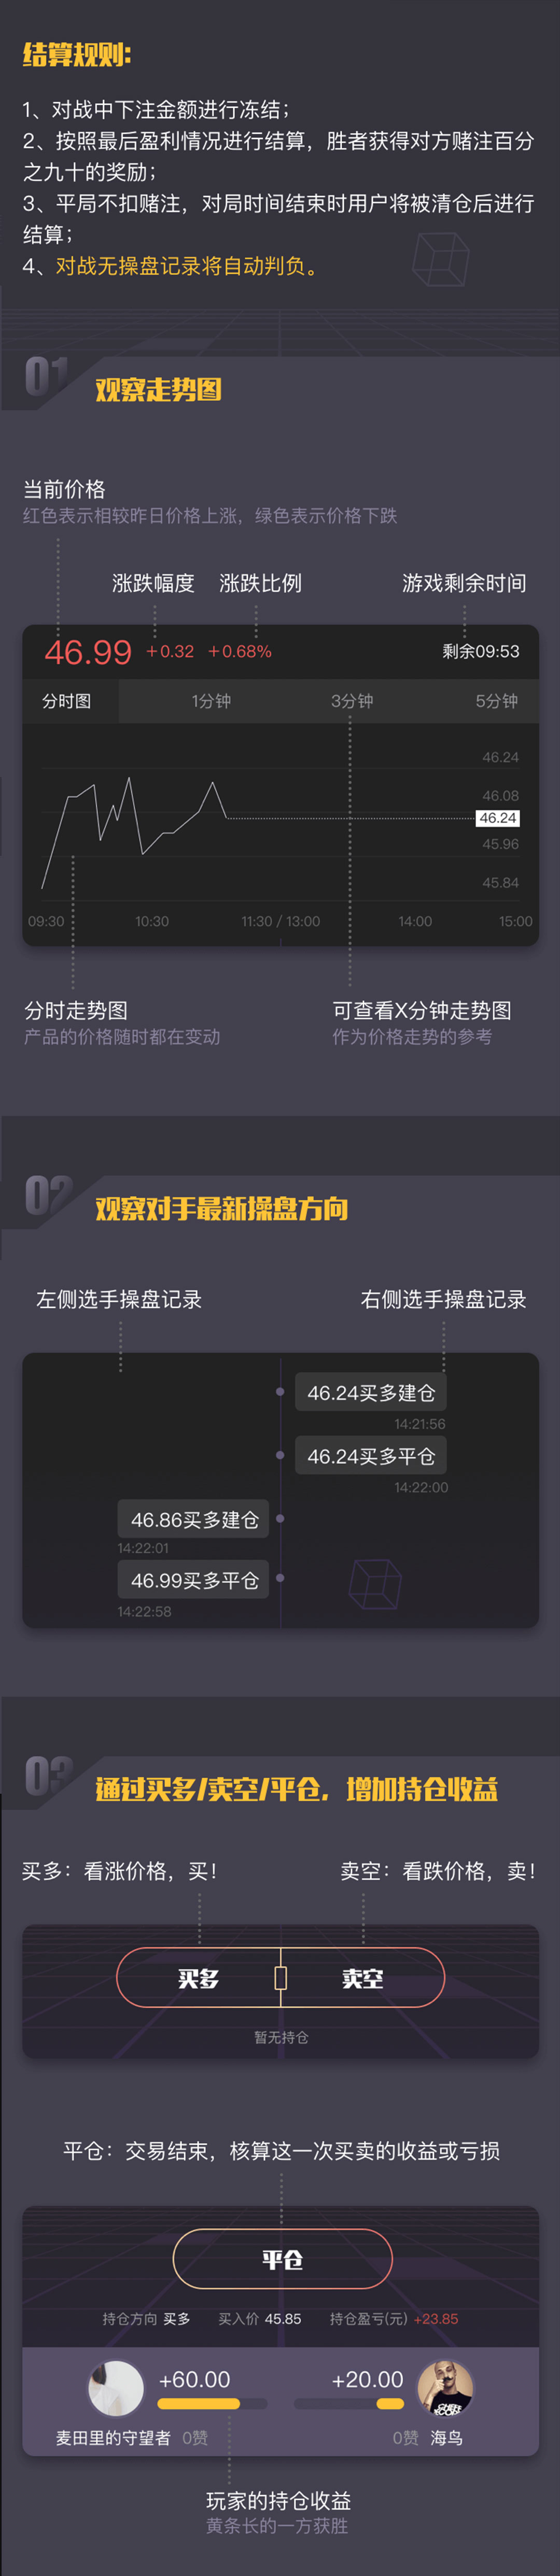 结算规则:
1、对战中下注金额进行冻结；
2、按照最后盈利情况进行结算，胜者获得对方赌注百分
之九十的奖励；
3、平局不扣赌注，对局时间结束时用户将被清仓后进行
结算；
4、对战无操盘记录将自动判负。
01
观察走势图
当前价格
红色表示相较昨日价格上涨，绿色表示价格下跌
涨跌幅度 涨跌比例 游戏剩余时间
46.99 +0.32 +0.68% 剩余09:53
分时图 1分钟 3分钟 5分钟
46.24
46.08
46.24
45.96
45.84
09:30 10:30 11:30 / 13:00 14:00 15:00
分时走势图 可查看X分钟走势图
产品的价格随时都在变动 作为价格走势的参考
02
观察对手最新操盘方向
左侧选手操盘记录 右侧选手操盘记录
46.24买多建仓
14:21:56
46.24买多平仓
14:22:00
46.86买多建仓
14:22:01
46.99买多平仓
14:22:58
03
通过买多/卖空/平仓，增加持仓收益
买多：看涨价格，买！ 卖空：看跌价格，卖！
买多 卖空
暂无持仓
平仓：交易结束，核算这一次买卖的收益或亏损
平仓
持仓方向 买多 买入价 45.85 持仓盈亏(元) +23.85
+60.00 +20.00
麦田里的守望者 0赞 0赞 海鸟
玩家的持仓收益
黄条长的一方获胜